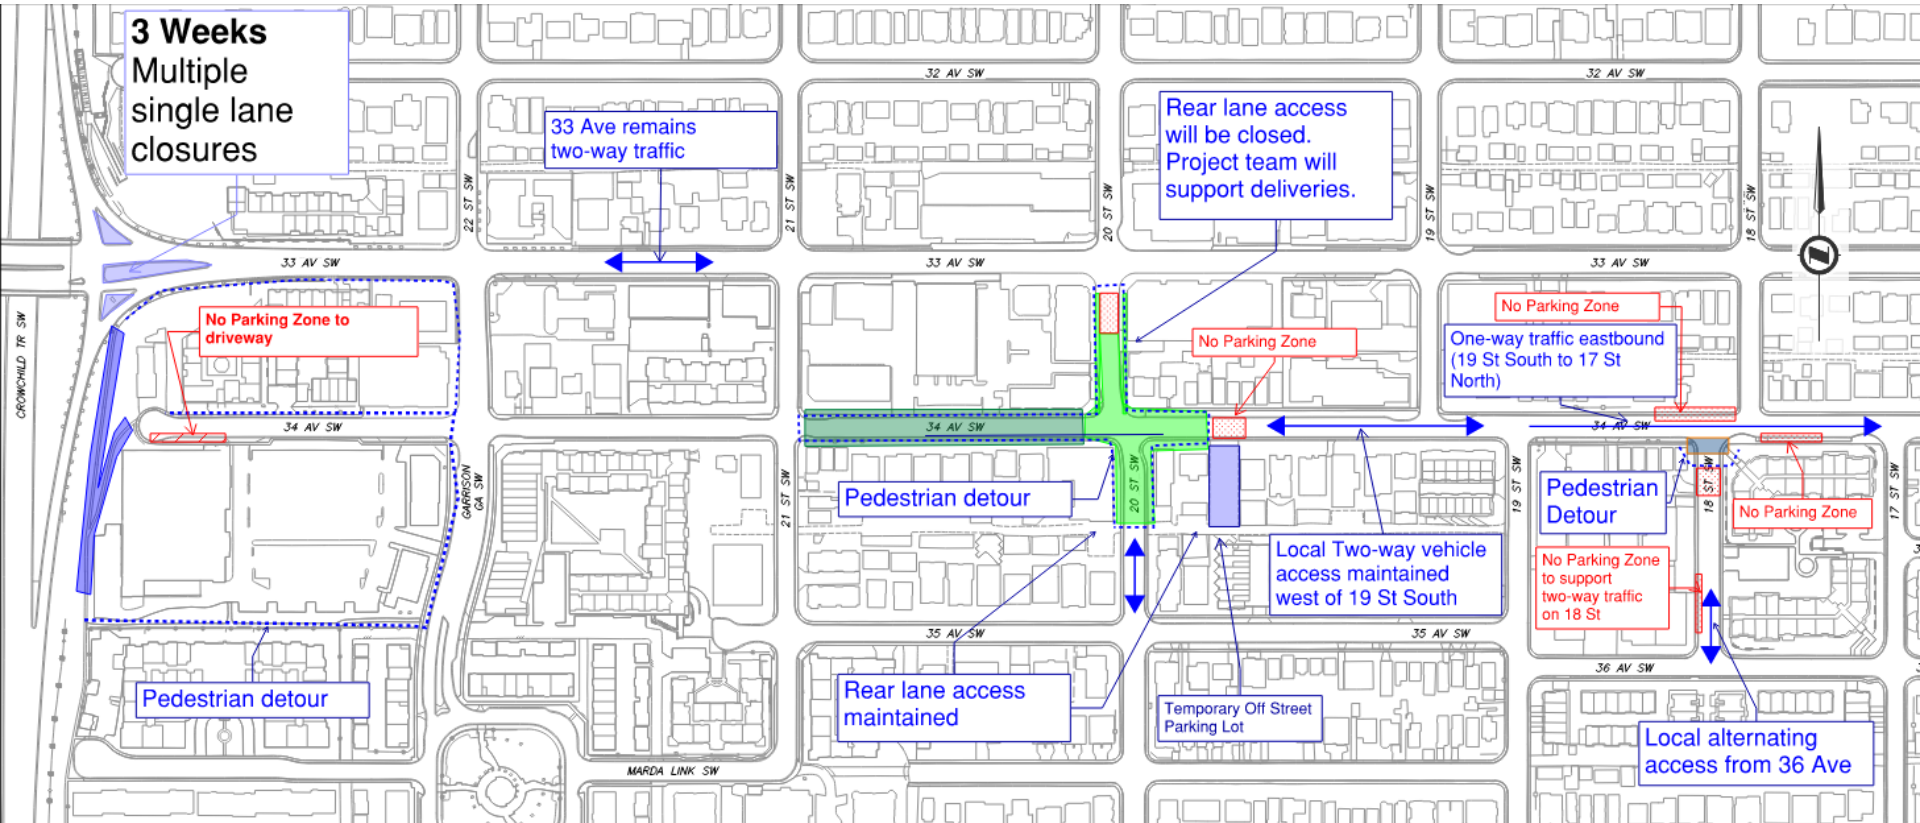 3 Weeks
Multiple
single lane
closures
32 AV SW
32 AV SW
33 Ave remains
two-way traffic
Rear lane access
will be closed.
Project team will
support deliveries.
22 ST SW
21 ST SW
20 ST SW
19 ST SW
18 ST SW
33 AV SW
33 AV SW
33 AV SW
CROWCHILD TR SW
No Parking Zone to
driveway
No Parking Zone
No Parking Zone
One-way traffic eastbound
(19 St South to 17 St
North)
34 AV SW
34 AV SW
34 AV SW
GARRISON
GA SW
21 ST SW
20 ST SW
19 ST SW
18 ST SW
17 ST SW
Pedestrian detour
Pedestrian
Detour
No Parking Zone
Local Two-way vehicle
access maintained
west of 19 St South
No Parking Zone
to support
two-way traffic
on 18 St
35 AV SW
35 AV SW
36 AV SW
Pedestrian detour
Rear lane access
maintained
Temporary Off Street
Parking Lot
Local alternating
access from 36 Ave
MARDA LINK SW